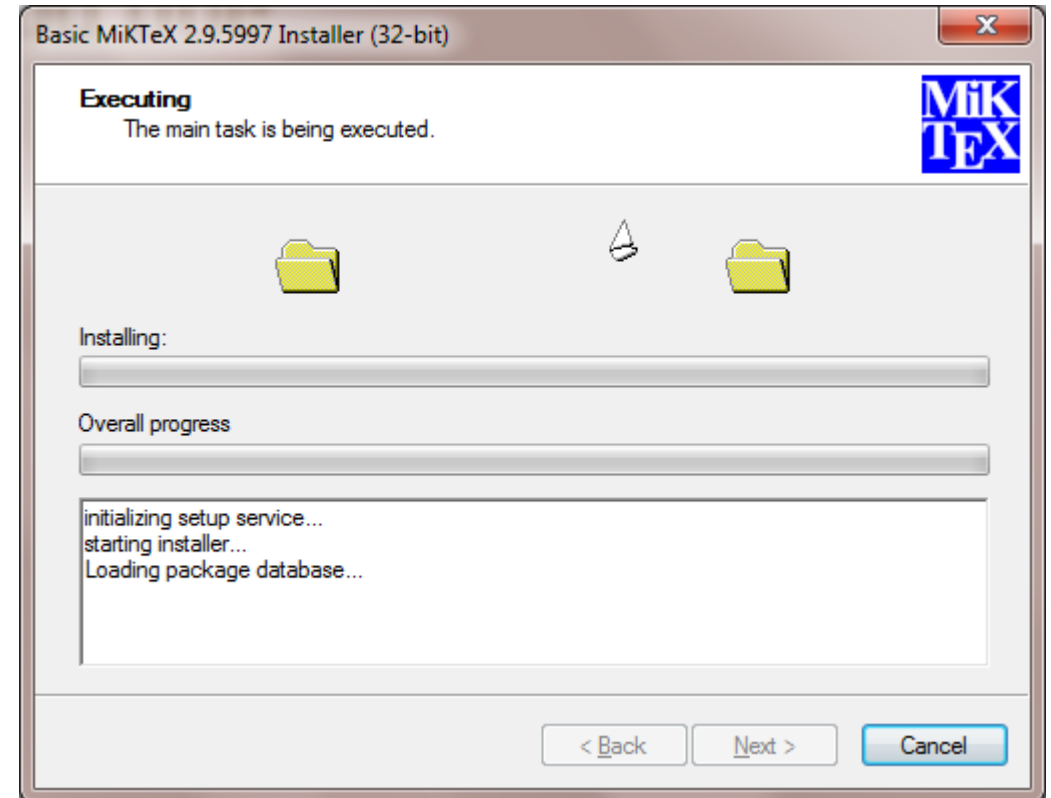 Basic MiKTeX 2.9.5997 Installer (32-bit)
Executing
The main task is being executed.
MiK
TEX
Installing:
Overall progress
initializing setup service...
starting installer...
Loading package database...
< Back
Next >
Cancel